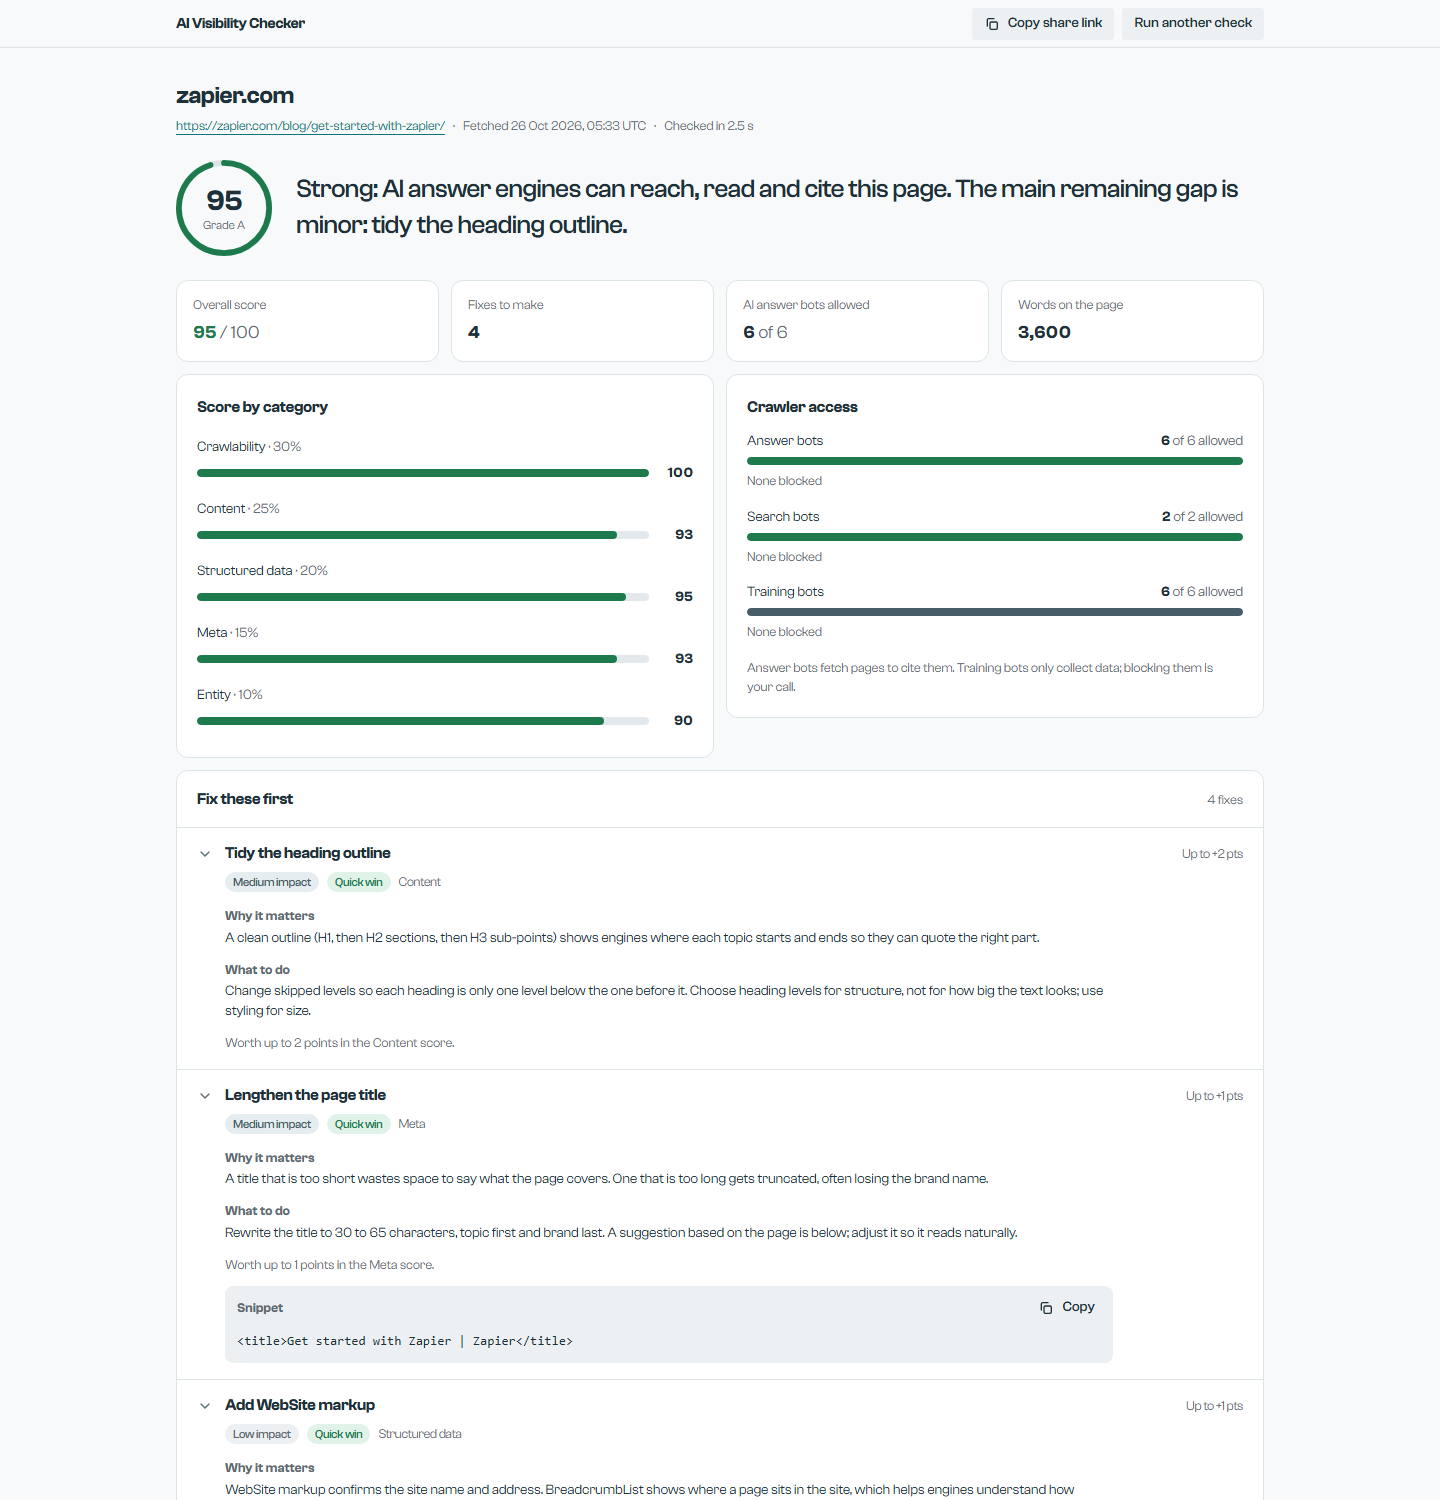 AI Visibility Checker
Copy share link
Run another check
zapier.com
https://zapier.com/blog/get-started-with-zapier/ · Fetched 26 Oct 2026, 05:33 UTC · Checked in 2.5 s
95
Grade A
Strong: AI answer engines can reach, read and cite this page. The main remaining gap is
minor: tidy the heading outline.
Overall score
95 / 100
Fixes to make
4
AI answer bots allowed
6 of 6
Words on the page
3,600
Score by category
Crawlability · 30%
100
Content · 25%
93
Structured data · 20%
95
Meta · 15%
93
Entity · 10%
90
Crawler access
Answer bots
6 of 6 allowed
None blocked
Search bots
2 of 2 allowed
None blocked
Training bots
6 of 6 allowed
None blocked
Answer bots fetch pages to cite them. Training bots only collect data; blocking them is
your call.
Fix these first
4 fixes
Tidy the heading outline
Up to +2 pts
Medium impact
Quick win
Content
Why it matters
A clean outline (H1, then H2 sections, then H3 sub-points) shows engines where each topic starts and ends so they can quote the right part.
What to do
Change skipped levels so each heading is only one level below the one before it. Choose heading levels for structure, not for how big the text looks; use
styling for size.
Worth up to 2 points in the Content score.
Lengthen the page title
Up to +1 pts
Medium impact
Quick win
Meta
Why it matters
A title that is too short wastes space to say what the page covers. One that is too long gets truncated, often losing the brand name.
What to do
Rewrite the title to 30 to 65 characters, topic first and brand last. A suggestion based on the page is below; adjust it so it reads naturally.
Worth up to 1 points in the Meta score.
Snippet
Copy
<title>Get started with Zapier | Zapier</title>
Add WebSite markup
Up to +1 pts
Low impact
Quick win
Structured data
Why it matters
WebSite markup confirms the site name and address. BreadcrumbList shows where a page sits in the site, which helps engines understand how